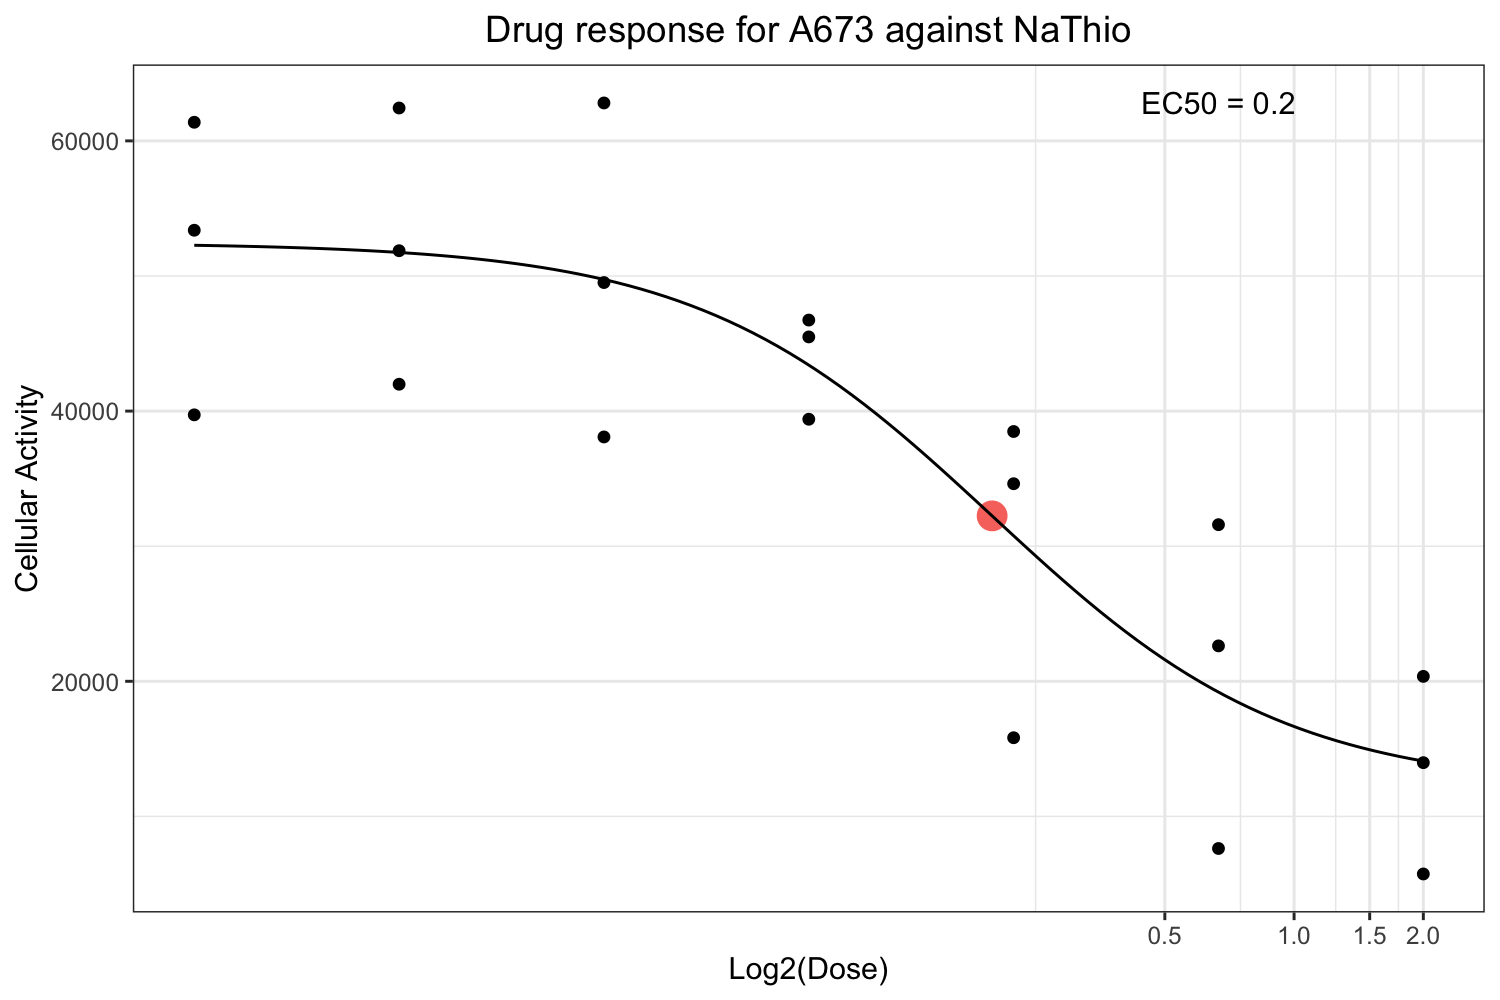 Drug response for A673 against NaThio
EC50 = 0.2
60000
40000
20000
Cellular Activity
0.5 1.0 1.5 2.0
Log2(Dose)